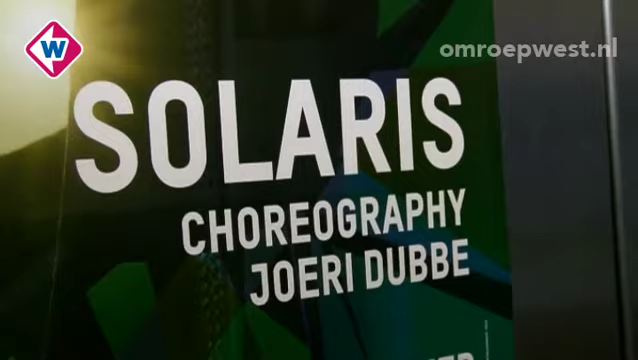 W
omroepwest.nl
SOLARIS
CHOREOGRAPHY
JOERI DUBBE